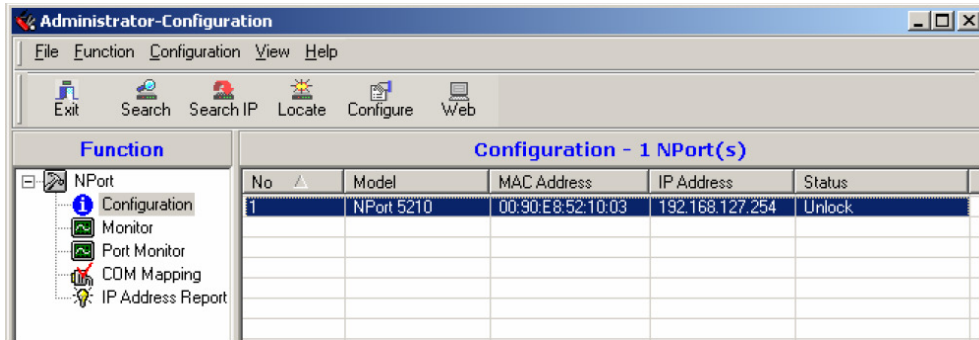 Administrator-Configuration
File Function Configuration View Help
Exit Search Search IP Locate Configure Web
Function
Configuration - 1 NPort(s)
NPort
Configuration
Monitor
Port Monitor
COM Mapping
IP Address Report
No Model MAC Address IP Address Status
1 NPort 5210 00:90:E8:52:10:03 192.168.127.254 Unlock